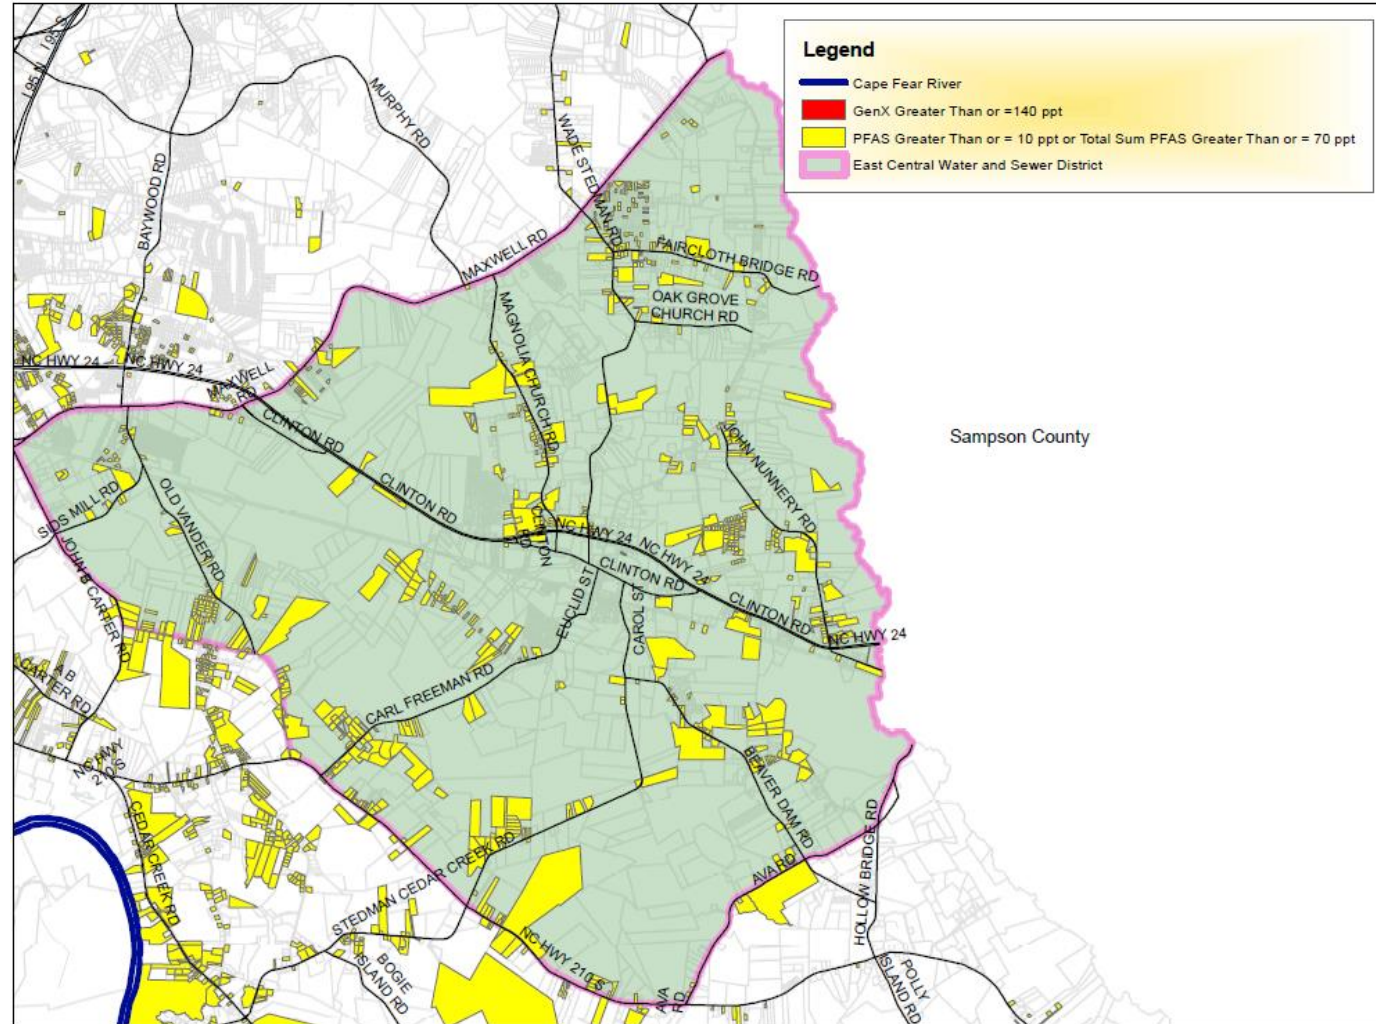 Legend
Cape Fear River
GenX Greater Than or =140 ppt
PFAS Greater Than or = 10 ppt or Total Sum PFAS Greater Than or = 70 ppt
East Central Water and Sewer District
I 95 N
I 95 S
MURPHY RD
WADE STEDMAN RD
BAYWOOD RD
MAXWELL RD
FAIRCLOTH BRIDGE RD
OAK GROVE
CHURCH RD
MAGNOLIA CHURCH RD
NC HWY 24
NC HWY 24
MAXWELL
RD
CLINTON RD
Sampson County
JOHN NUNNERY RD
SIDS MILL RD
OLD VANDER RD
CLINTON RD
CLINTON
RD
NC HWY 24
NC HWY 24
CLINTON RD
CLINTON RD
NC HWY 24
JOHN B CARTER RD
EUCLID ST
CAROL ST
A B
CARTER RD
CARL FREEMAN RD
NC HWY
210 S
BEAVER DAM RD
CEDAR CREEK RD
STEDMAN CEDAR CREEK RD
AVA RD
HOLLOW BRIDGE RD
NC HWY 210 S
BOGIE
ISLAND RD
AVA
RD
POLLY
ISLAND RD